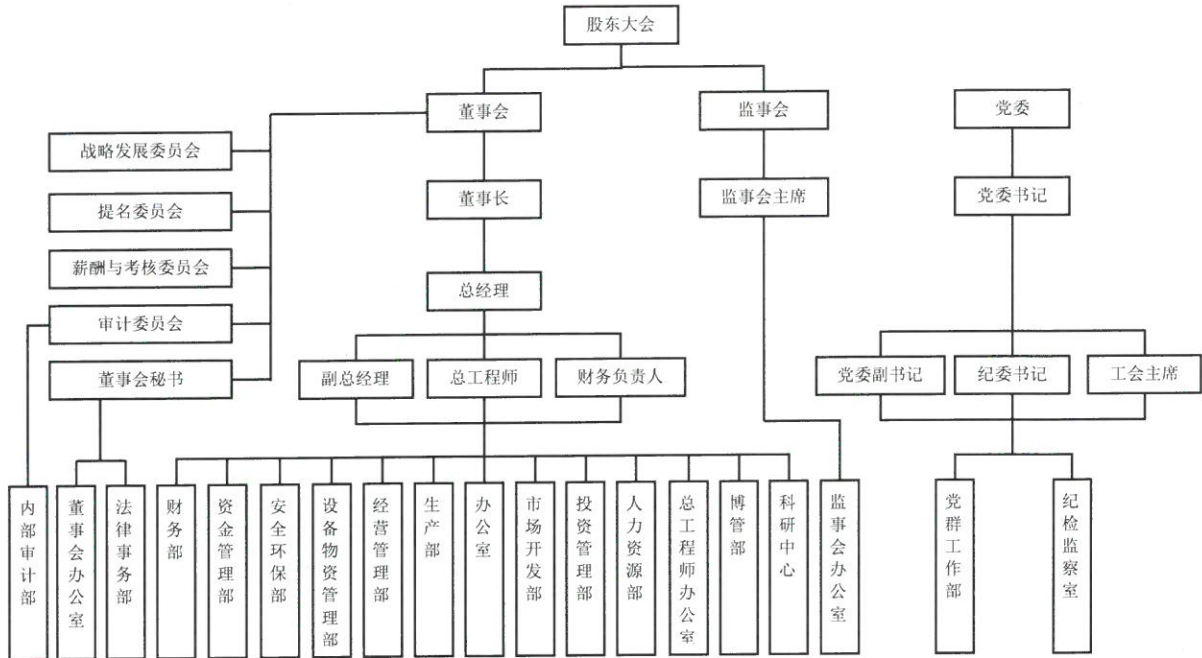 股东大会
董事会
监事会
党委
战略发展委员会
董事长
监事会主席
党委书记
提名委员会
薪酬与考核委员会
总经理
审计委员会
董事会秘书
副总经理
总工程师
财务负责人
党委副书记
纪委书记
工会主席
内部审计部
董事会办公室
法律事务部
财务部
资金管理部
安全环保部
设备物资管理部
经营管理部
生产部
办公室
市场开发部
投资管理部
人力资源部
总工程师办公室
博管部
科研中心
监事会办公室
党群工作部
纪检监察室